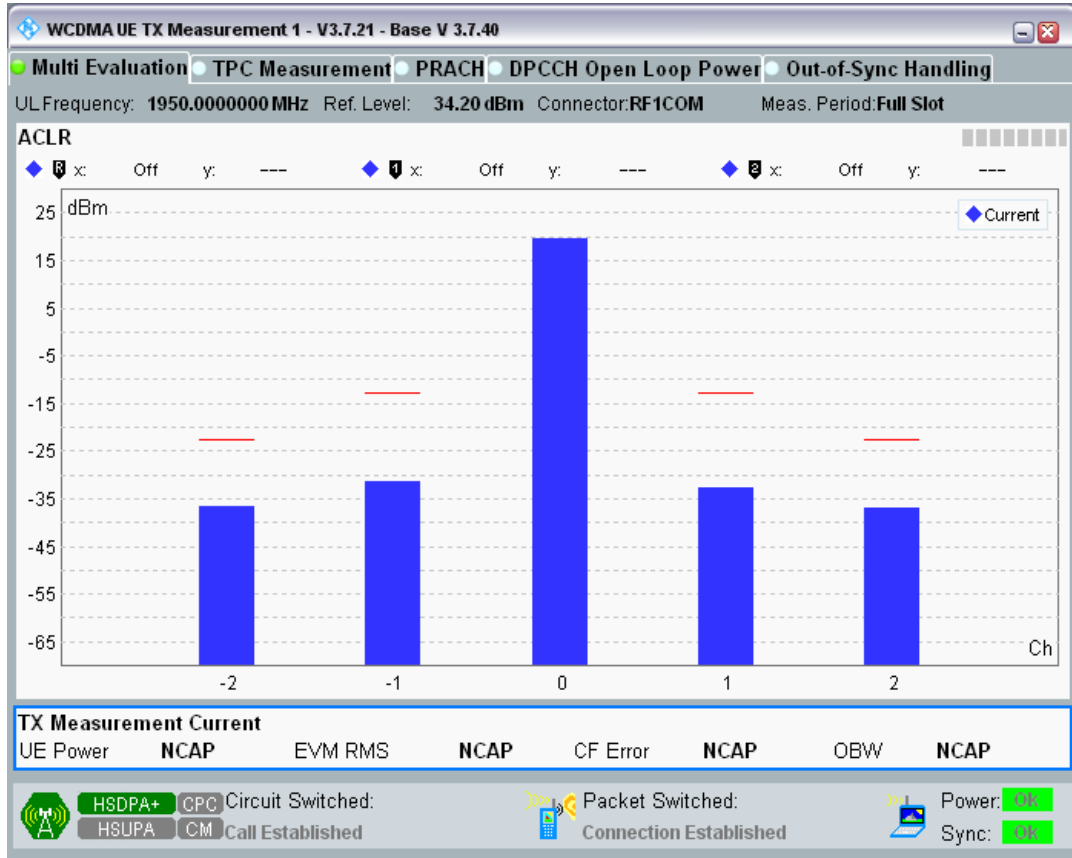 WCDMA UE TX Measurement 1 - V3.7.21 - Base V 3.7.40
Multi Evaluation TPC Measurement PRACH DPCCH Open Loop Power Out-of-Sync Handling
UL Frequency: 1950.0000000 MHz Ref. Level: 34.20 dBm Connector:RF1COM Meas. Period:Full Slot
ACLR
R x: Off y: --- 1 x: Off y: --- 2 x: Off y: ---
25 dBm Current
15
5
-5
-15
-25
-35
-45
-55
-65 Ch
-2 -1 0 1 2
TX Measurement Current
UE Power NCAP EVM RMS NCAP CF Error NCAP OBW NCAP
HSDPA+ CPC Circuit Switched: Packet Switched: Power: Ok
HSUPA CM Call Established Connection Established Sync: Ok